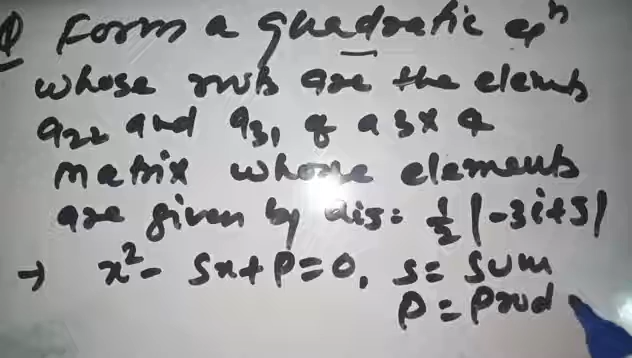 Q Form a quadratic eqn
whose roots are the elements
a22 and a31 of a 3x4
matrix whose elements
are given by aij = 1/2 |-3i+j|
→ x² - Sx + P = 0, S = Sum
P = Prod